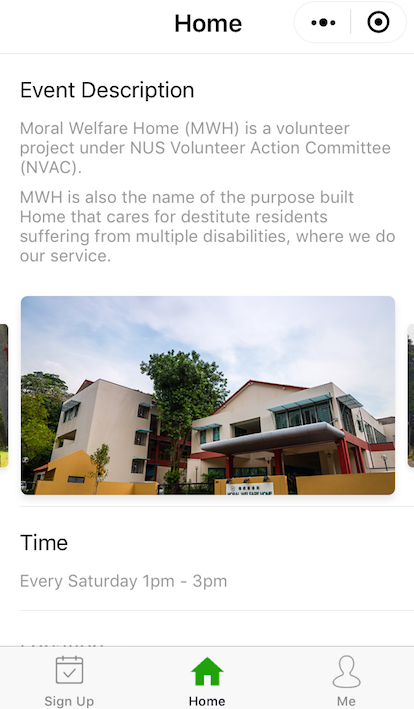 Home
Event Description
Moral Welfare Home (MWH) is a volunteer
project under NUS Volunteer Action Committee
(NVAC).
MWH is also the name of the purpose built
Home that cares for destitute residents
suffering from multiple disabilities, where we do
our service.
MORAL WELFARE HOME
Time
Every Saturday 1pm - 3pm
Sign Up
Home
Me